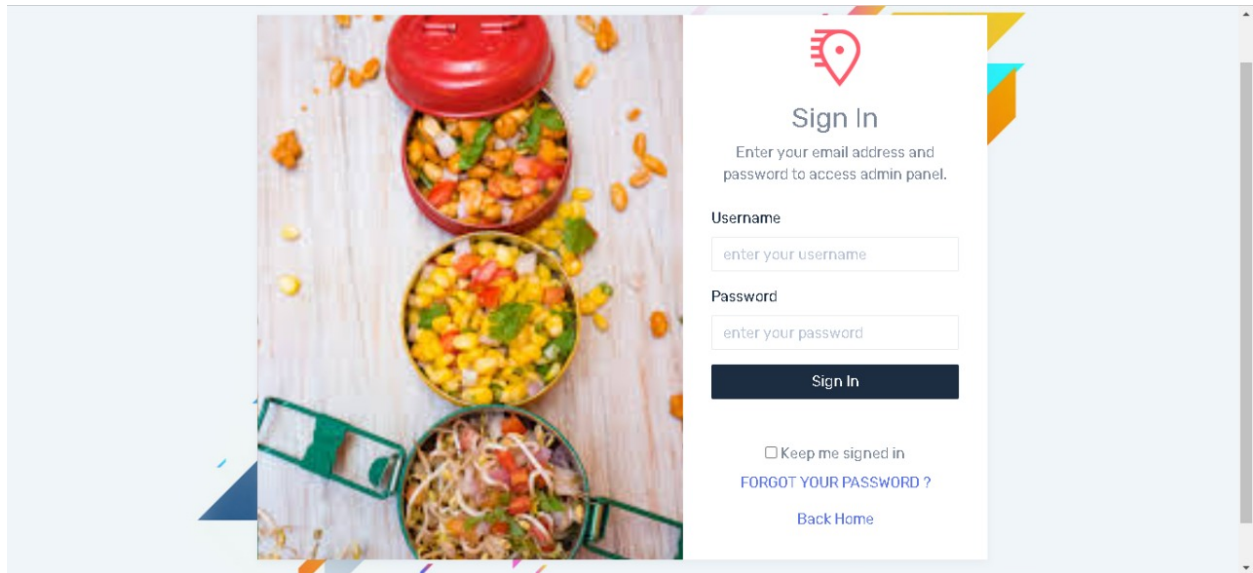 Sign In
Enter your email address and
password to access admin panel.
Username
enter your username
Password
enter your password
Sign In
Keep me signed in
FORGOT YOUR PASSWORD ?
Back Home